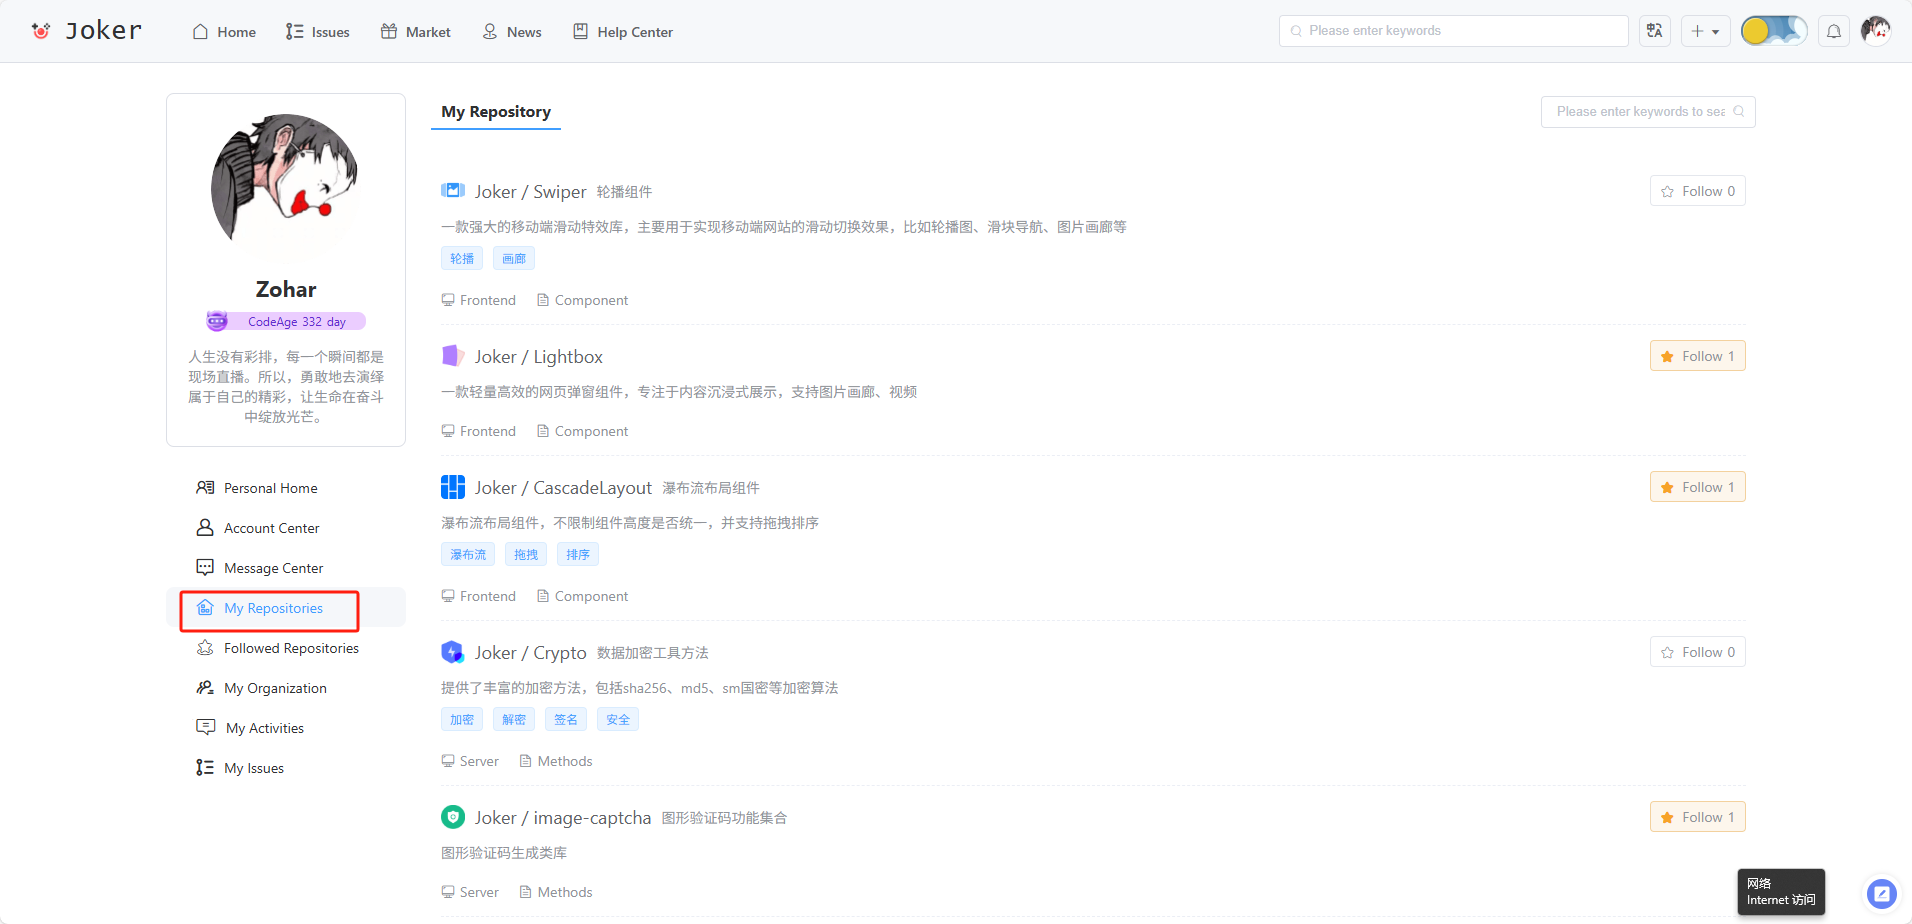 Joker
Home
Issues
Market
News
Help Center
Please enter keywords
Zohar
CodeAge 332 day
人生没有彩排，每一个瞬间都是
现场直播。所以，勇敢地去演绎
属于自己的精彩，让生命在奋斗
中绽放光芒。
Personal Home
Account Center
Message Center
My Repositories
Followed Repositories
My Organization
My Activities
My Issues
My Repository
Please enter keywords to sea
Joker / Swiper 轮播组件
Follow 0
一款强大的移动端滑动特效库，主要用于实现移动端网站的滑动切换效果，比如轮播图、滑块导航、图片画廊等
轮播 画廊
Frontend Component
Joker / Lightbox
Follow 1
一款轻量高效的网页弹窗组件，专注于内容沉浸式展示，支持图片画廊、视频
Frontend Component
Joker / CascadeLayout 瀑布流布局组件
Follow 1
瀑布流布局组件，不限制组件高度是否统一，并支持拖拽排序
瀑布流 拖拽 排序
Frontend Component
Joker / Crypto 数据加密工具方法
Follow 0
提供了丰富的加密方法，包括sha256、md5、sm国密等加密算法
加密 解密 签名 安全
Server Methods
Joker / image-captcha 图形验证码功能集合
Follow 1
图形验证码生成类库
Server Methods
网络
Internet 访问